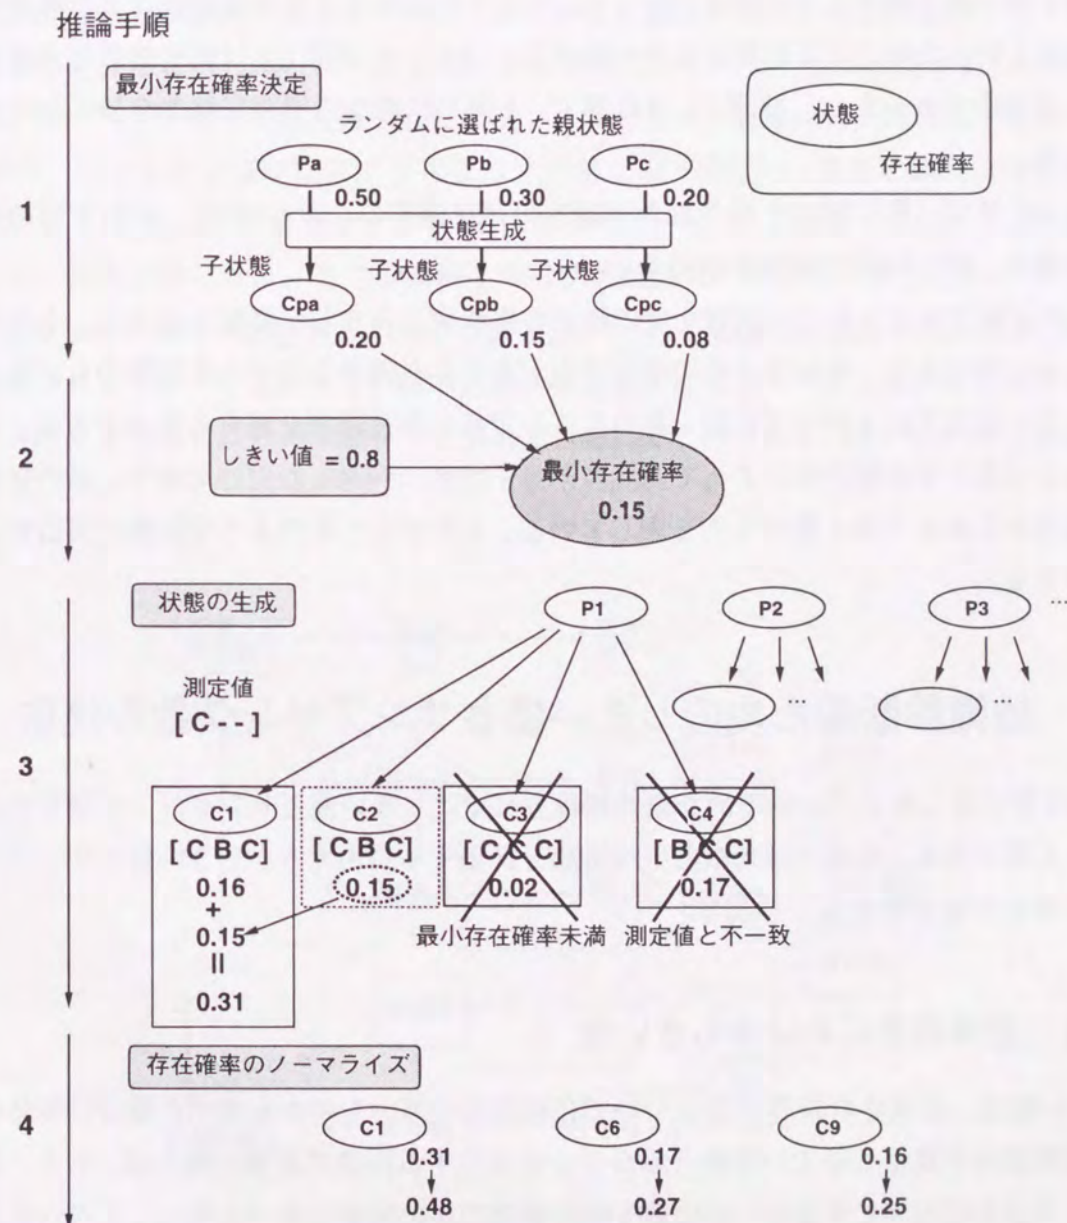 推論手順
最小存在確率決定
状態
存在確率
ランダムに選ばれた親状態
Pa
Pb
Pc
1
0.50
0.30
0.20
状態生成
子状態
子状態
子状態
Cpa
Cpb
Cpc
0.20
0.15
0.08
2
しきい値 = 0.8
最小存在確率
0.15
状態の生成
P1
P2
P3
...
測定値
[ C - - ]
...
3
C1
C2
C3
C4
[ C B C]
[ C B C]
[ C C C]
[ B C C]
0.16
0.15
0.02
0.17
+
0.15
最小存在確率未満
測定値と不一致
=
0.31
存在確率のノーマライズ
4
C1
C6
C9
0.31
0.17
0.16
0.48
0.27
0.25